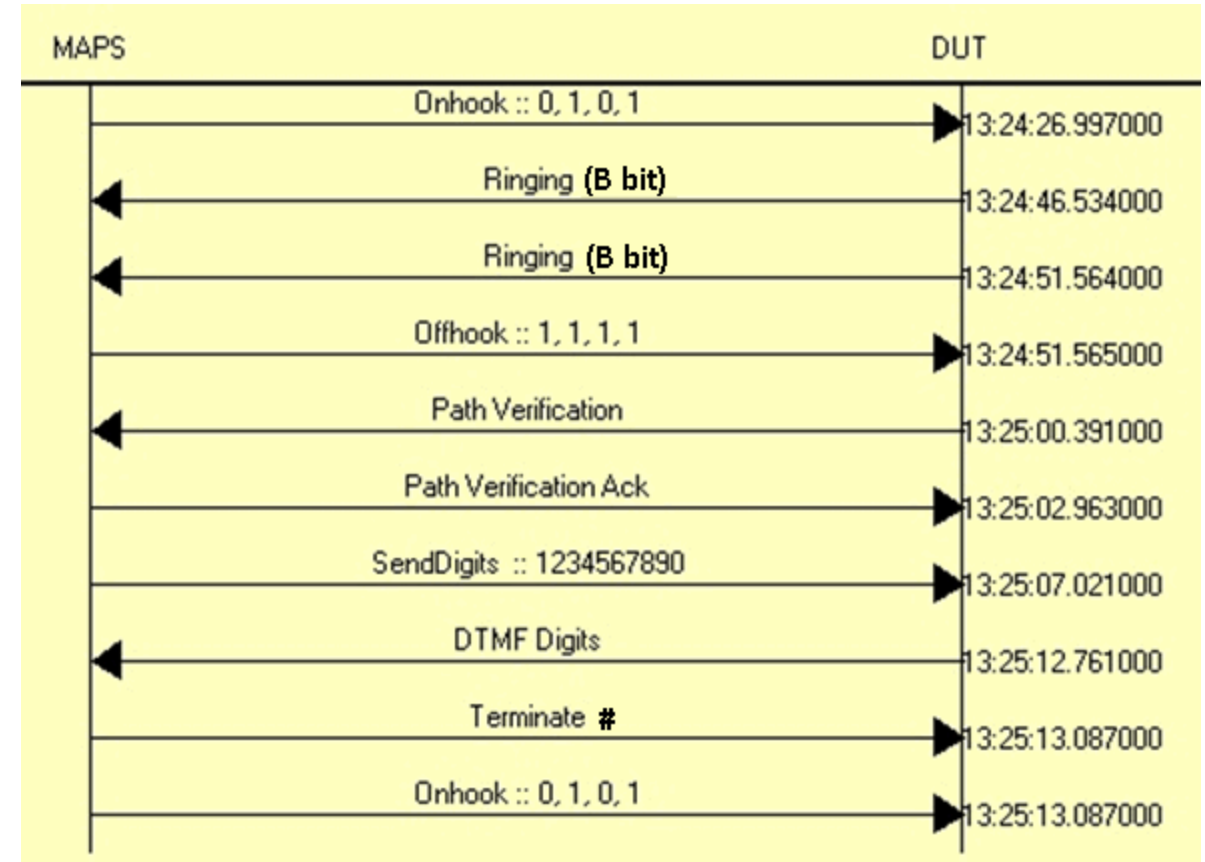 MAPS DUT
Onhook :: 0, 1, 0, 1
13:24:26.997000
Ringing (B bit)
13:24:46.534000
Ringing (B bit)
13:24:51.564000
Offhook :: 1, 1, 1, 1
13:24:51.565000
Path Verification
13:25:00.391000
Path Verification Ack
13:25:02.963000
SendDigits :: 1234567890
13:25:07.021000
DTMF Digits
13:25:12.761000
Terminate #
13:25:13.087000
Onhook :: 0, 1, 0, 1
13:25:13.087000